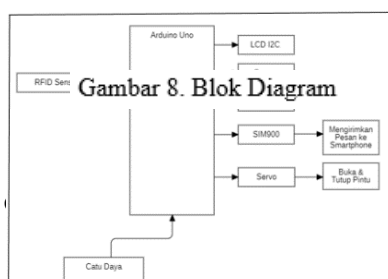 Arduino Uno
LCD I2C
RFID Sens
Gambar 8. Blok Diagram
SIM900
Mengirimkan
Pesan ke
Smartphone
Servo
Buka &
Tutup Pintu
Catu Daya